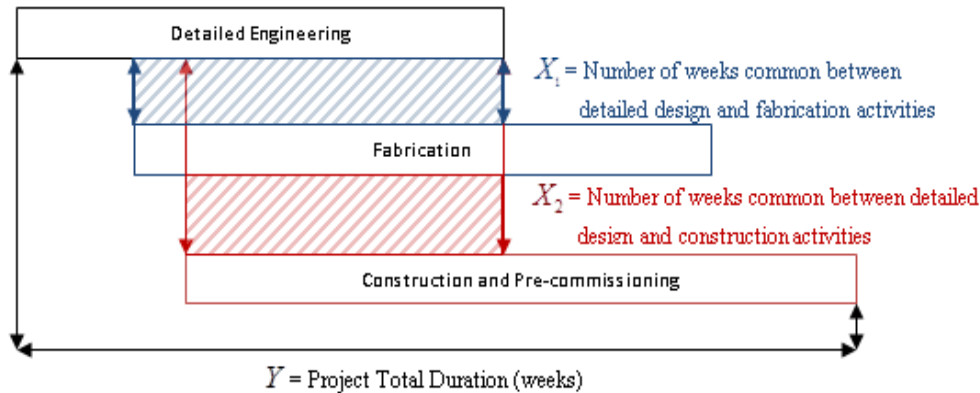 Detailed Engineering
X₁ = Number of weeks common between
detailed design and fabrication activities
Fabrication
X₂ = Number of weeks common between detailed
design and construction activities
Construction and Pre-commissioning
Y = Project Total Duration (weeks)